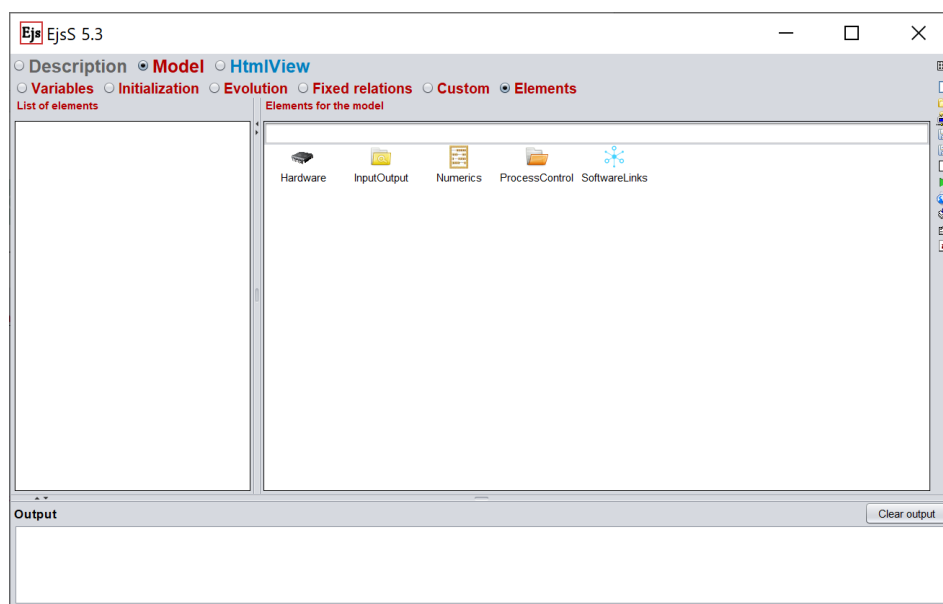 Ejs EjsS 5.3
Description Model HtmlView
Variables Initialization Evolution Fixed relations Custom Elements
List of elements
Elements for the model
Hardware InputOutput Numerics ProcessControl SoftwareLinks
Output Clear output